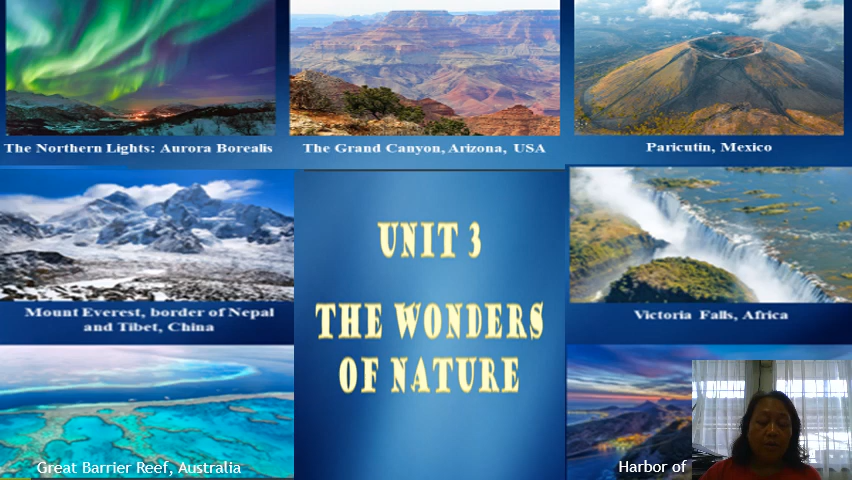 The Northern Lights: Aurora Borealis
The Grand Canyon, Arizona, USA
Paricutin, Mexico
UNIT 3
THE WONDERS
OF NATURE
Mount Everest, border of Nepal
and Tibet, China
Victoria Falls, Africa
Great Barrier Reef, Australia
Harbor of